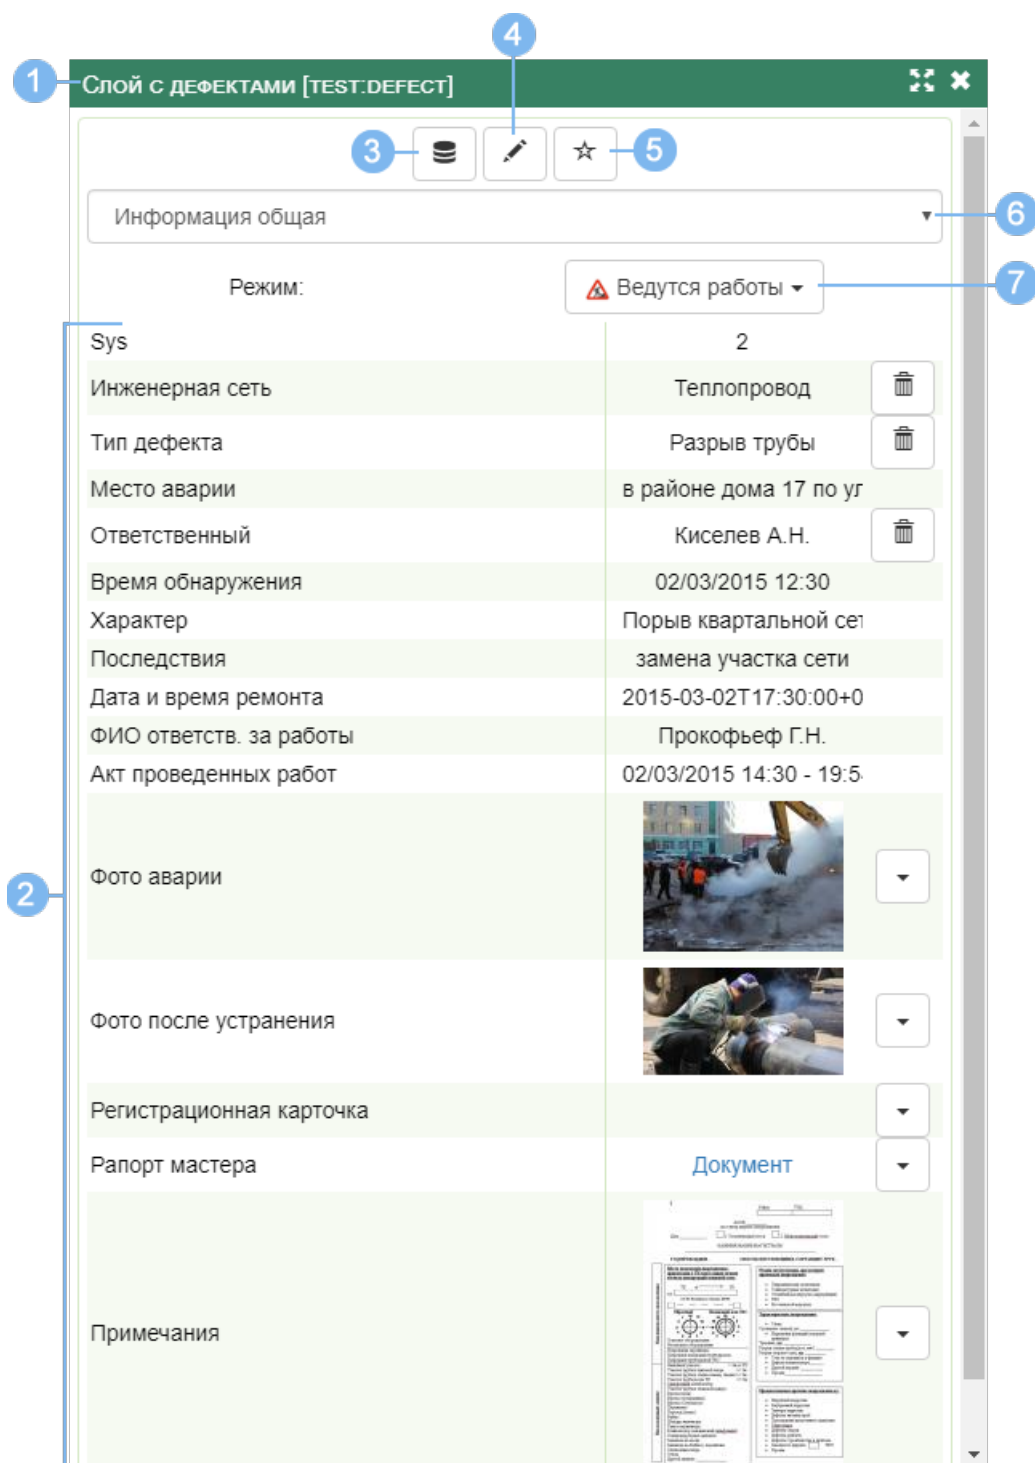 4
1 Слой с дефектами [test:defect]
3 5
Информация общая 6
Режим: Ведутся работы 7
Sys 2
Инженерная сеть Теплопровод
Тип дефекта Разрыв трубы
Место аварии в районе дома 17 по ул
Ответственный Киселев А.Н.
Время обнаружения 02/03/2015 12:30
Характер Порыв квартальной сет
Последствия замена участка сети
Дата и время ремонта 2015-03-02T17:30:00+0
ФИО ответств. за работы Прокофьеф Г.Н.
Акт проведенных работ 02/03/2015 14:30 - 19:5
2 Фото аварии
Фото после устранения
Регистрационная карточка
Рапорт мастера Документ
Примечания